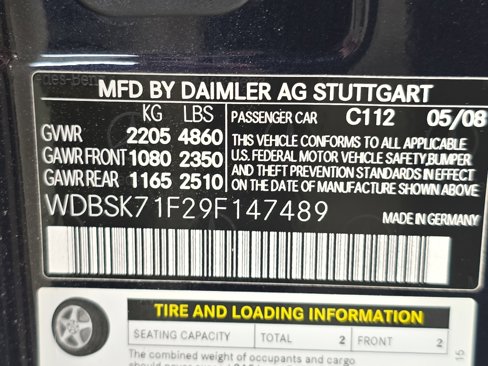 MFD BY DAIMLER AG STUTTGART
KG LBS
GVWR 2205 4860
GAWR FRONT 1080 2350
GAWR REAR 1165 2510
PASSENGER CAR C112 05/08
THIS VEHICLE CONFORMS TO ALL APPLICABLE
U.S. FEDERAL MOTOR VEHICLE SAFETY, BUMPER
AND THEFT PREVENTION STANDARDS IN EFFECT
ON THE DATE OF MANUFACTURE SHOWN ABOVE
WDBSK71F29F147489
MADE IN GERMANY
TIRE AND LOADING INFORMATION
SEATING CAPACITY TOTAL 2 FRONT 2
The combined weight of occupants and cargo